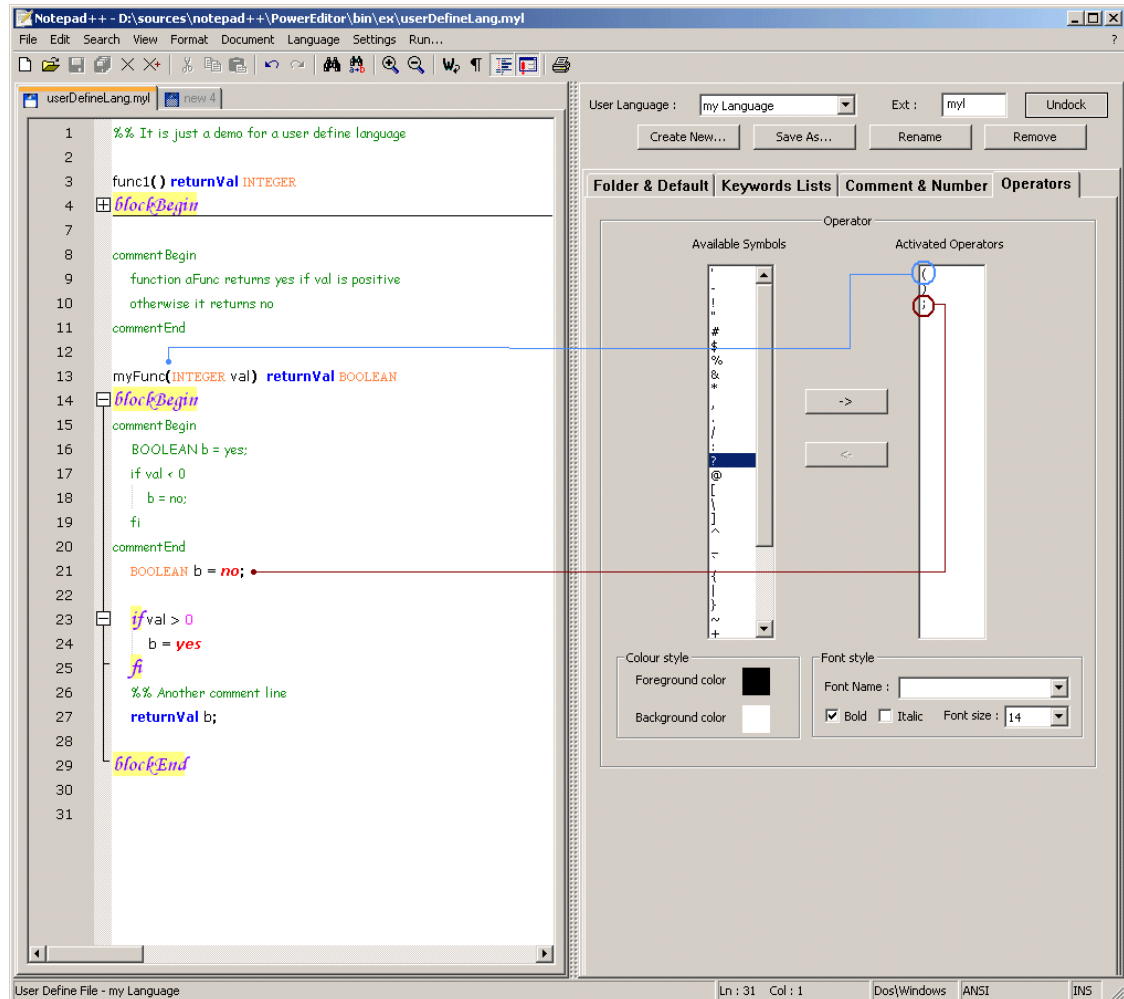 Notepad++ - D:\sources\notepad++\PowerEditor\bin\ex\userDefineLang.myl
File Edit Search View Format Document Language Settings Run... ?
userDefineLang.myl new 4
1 %% It is just a demo for a user define language
2
3 func1() returnVal INTEGER
4 blockBegin
7
8 commentBegin
9 function aFunc returns yes if val is positive
10 otherwise it returns no
11 commentEnd
12
13 myFunc(INTEGER val) returnVal BOOLEAN
14 blockBegin
15 commentBegin
16 BOOLEAN b = yes;
17 if val < 0
18 b = no;
19 fi
20 commentEnd
21 BOOLEAN b = no;
22
23 if val > 0
24 b = yes
25 fi
26 %% Another comment line
27 returnVal b;
28
29 blockEnd
30
31
User Language : my Language Ext : myl Undock
Create New... Save As... Rename Remove
Folder & Default Keywords Lists Comment & Number Operators
Operator
Available Symbols Activated Operators
'
-
!
"
#
$
%
&
*
,
.
/
:
?
@
[
\
]
^
_
{
|
}
~
+
->
<-
(
)
;
Colour style
Foreground color
Background color
Font style
Font Name :
Bold Italic Font size : 14
User Define File - my Language Ln : 31 Col : 1 Dos\Windows ANSI INS